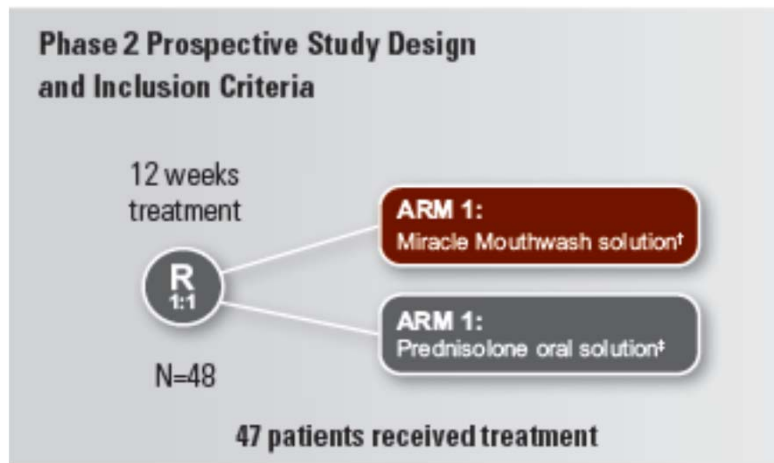 Phase 2 Prospective Study Design
and Inclusion Criteria
12 weeks
treatment
R
1:1
N=48
ARM 1:
Miracle Mouthwash solution†
ARM 1:
Prednisolone oral solution‡
47 patients received treatment